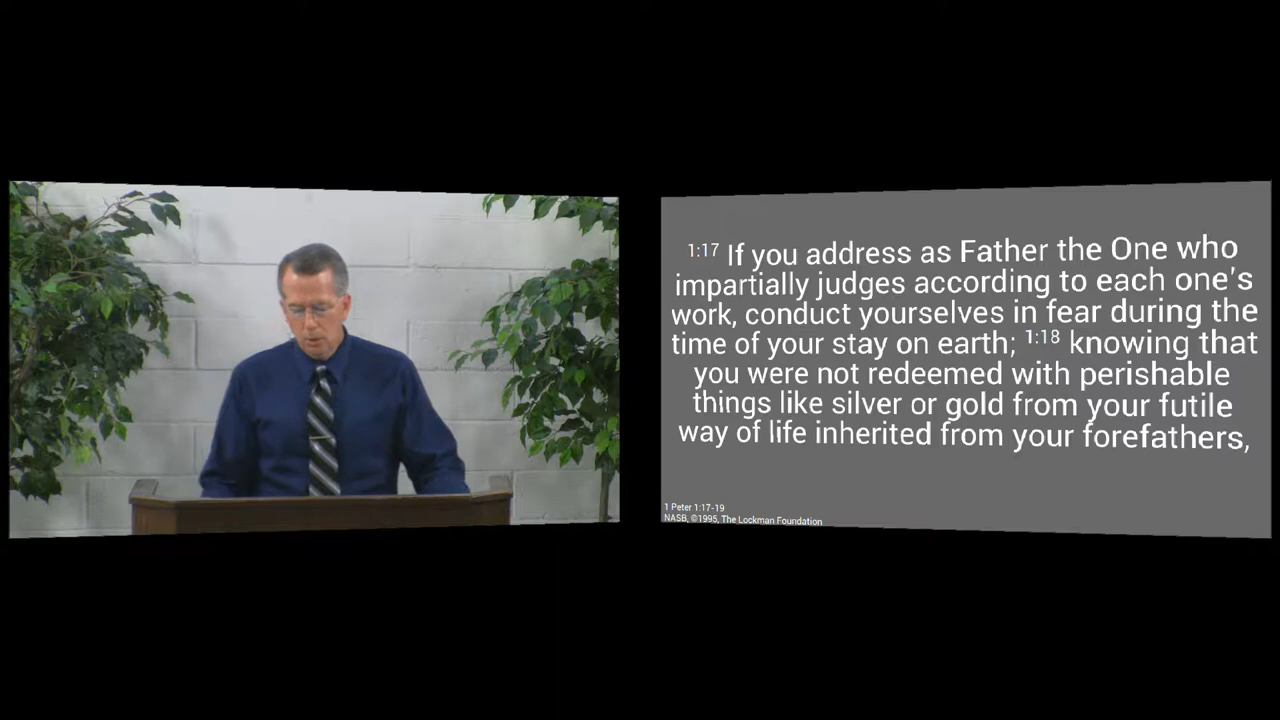 1:17 If you address as Father the One who
impartially judges according to each one's
work, conduct yourselves in fear during the
time of your stay on earth; 1:18 knowing that
you were not redeemed with perishable
things like silver or gold from your futile
way of life inherited from your forefathers,
1 Peter 1:17-19
NASB, ©1995, The Lockman Foundation